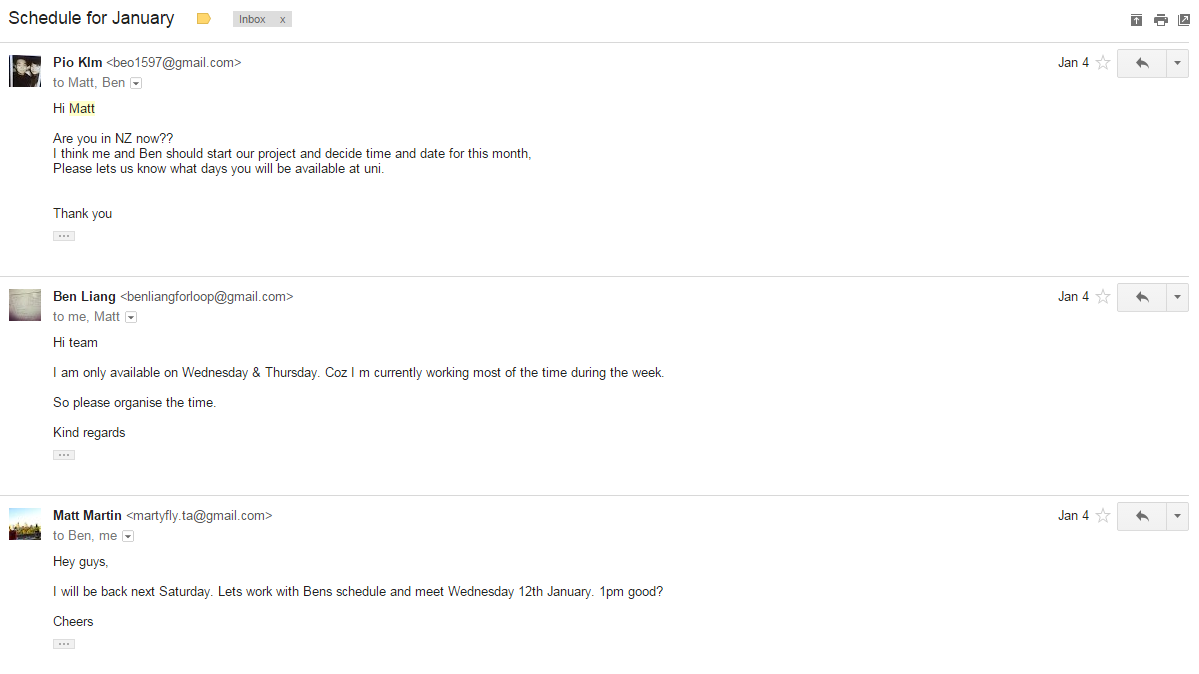 Schedule for January Inbox x
Pio KIm <beo1597@gmail.com> Jan 4
to Matt, Ben
Hi Matt
Are you in NZ now??
I think me and Ben should start our project and decide time and date for this month,
Please lets us know what days you will be available at uni.
Thank you
...
Ben Liang <benliangforloop@gmail.com> Jan 4
to me, Matt
Hi team
I am only available on Wednesday & Thursday. Coz I m currently working most of the time during the week.
So please organise the time.
Kind regards
...
Matt Martin <martyfly.ta@gmail.com> Jan 4
to Ben, me
Hey guys,
I will be back next Saturday. Lets work with Bens schedule and meet Wednesday 12th January. 1pm good?
Cheers
...